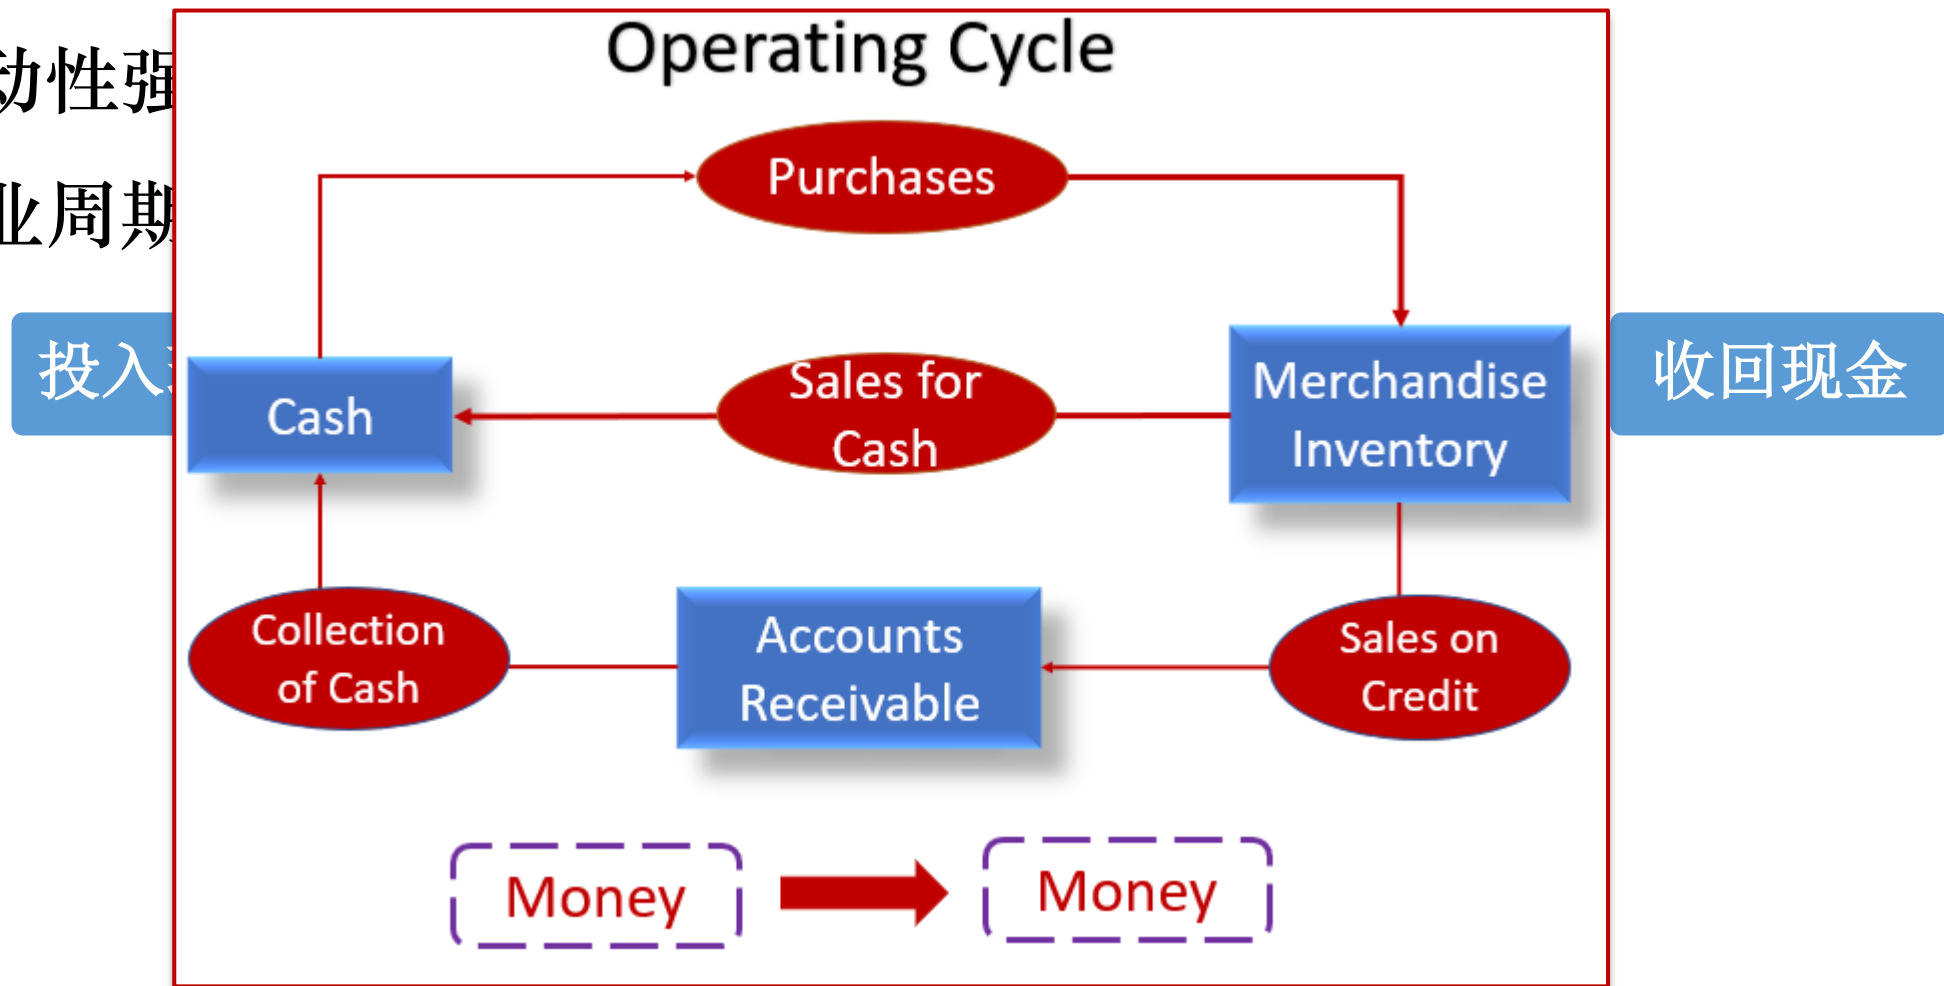 Operating Cycle
动性强
业周期
Purchases
投入
收回现金
Cash
Sales for
Cash
Merchandise
Inventory
Collection
of Cash
Accounts
Receivable
Sales on
Credit
Money
Money